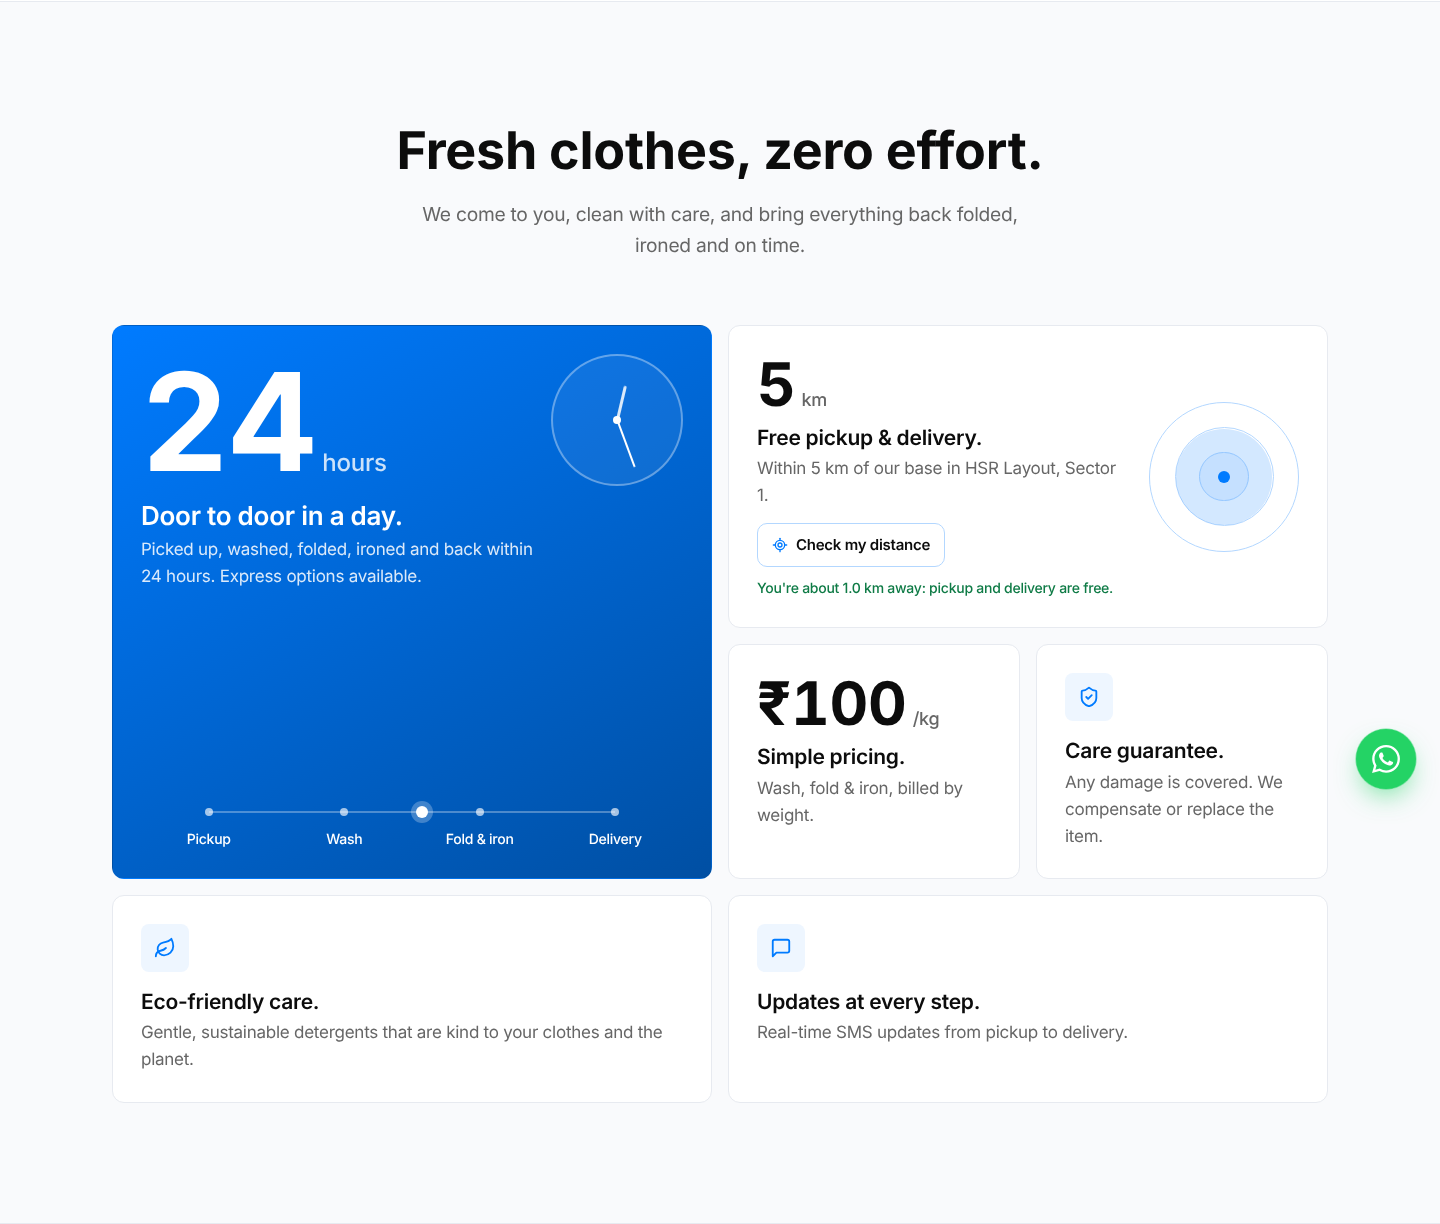 Fresh clothes, zero effort.
We come to you, clean with care, and bring everything back folded,
ironed and on time.
24 hours
Door to door in a day.
Picked up, washed, folded, ironed and back within
24 hours. Express options available.
Pickup
Wash
Fold & iron
Delivery
5 km
Free pickup & delivery.
Within 5 km of our base in HSR Layout, Sector
1.
Check my distance
You're about 1.0 km away: pickup and delivery are free.
₹100 /kg
Simple pricing.
Wash, fold & iron, billed by
weight.
Care guarantee.
Any damage is covered. We
compensate or replace the
item.
Eco-friendly care.
Gentle, sustainable detergents that are kind to your clothes and the
planet.
Updates at every step.
Real-time SMS updates from pickup to delivery.